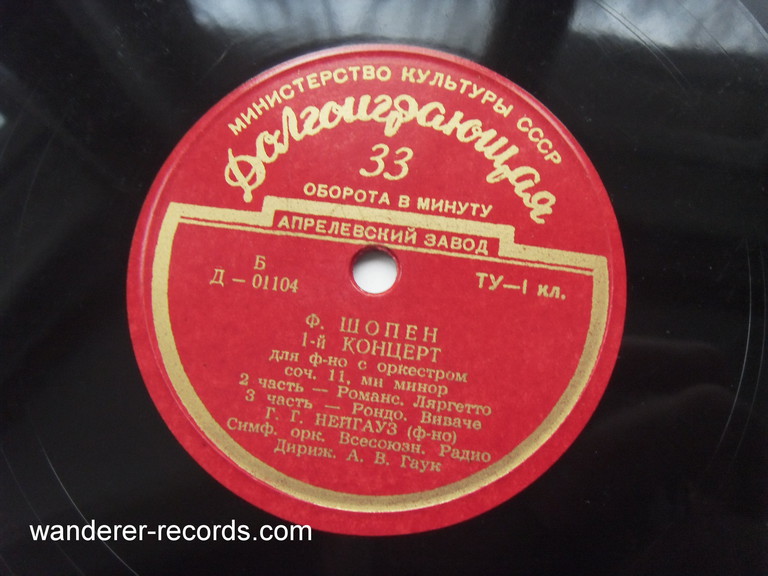 МИНИСТЕРСТВО КУЛЬТУРЫ СССР
Долгоиграющая
33
ОБОРОТА В МИНУТУ
АПРЕЛЕВСКИЙ ЗАВОД
Б
Д — 01104
ТУ—1 кл.
Ф. ШОПЕН
1-й КОНЦЕРТ
для ф-но с оркестром
соч. 11, ми минор
2 часть — Романс. Ляргетто
3 часть — Рондо. Виваче
Г. Г. НЕЙГАУЗ (ф-но)
Симф. орк. Всесоюзн. Радио
Дириж. А. В. Гаук
wanderer-records.com